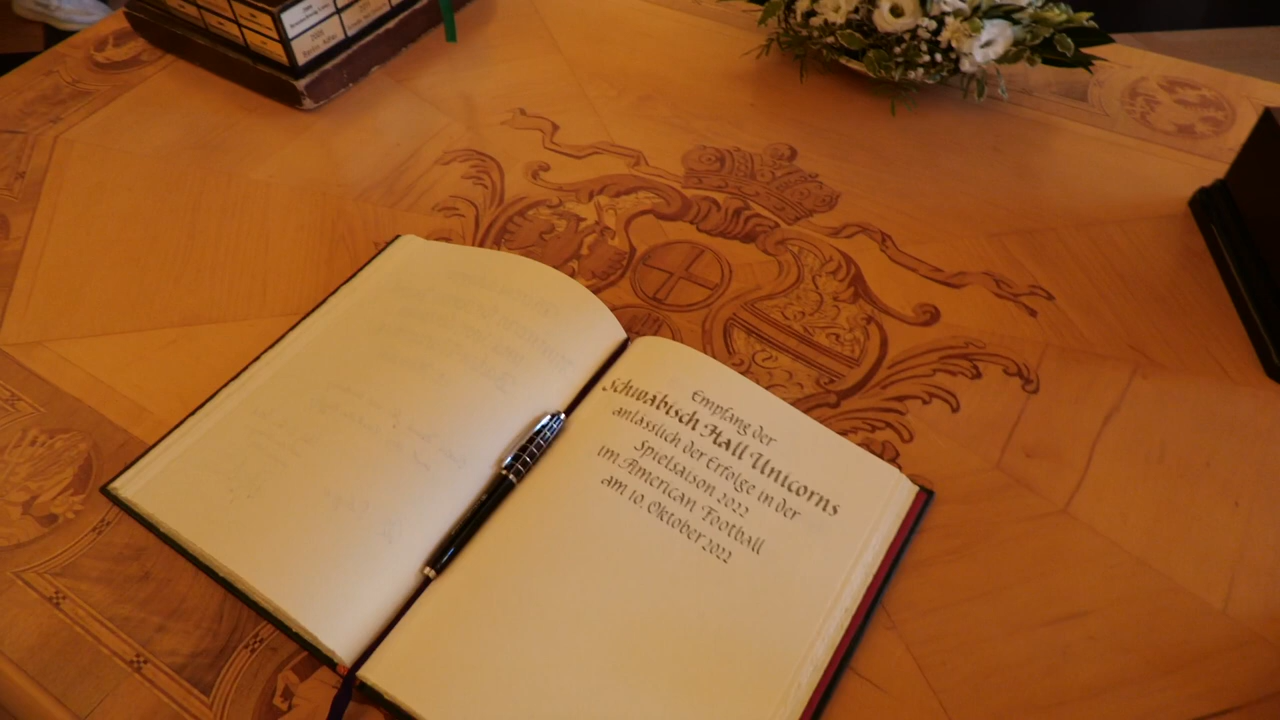 Empfang der
Schwäbisch Hall Unicorns
anlässlich der Erfolge in der
Spielsaison 2022
im American Football
am 10. Oktober 2022